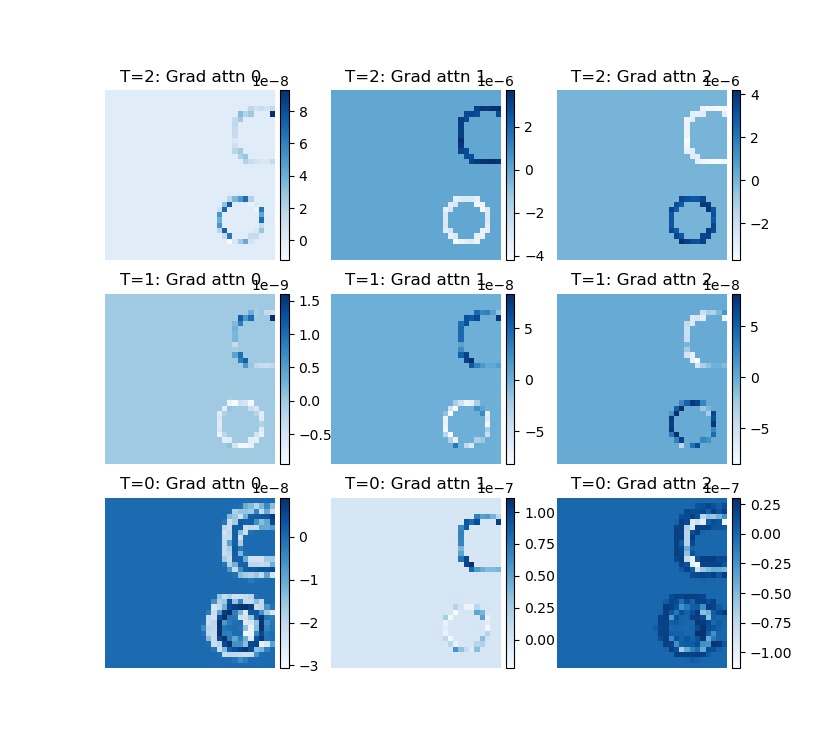 T=2: Grad attn 0
1e−8
8
6
4
2
0
T=2: Grad attn 1
1e−6
2
0
−2
−4
T=2: Grad attn 2
1e−6
4
2
0
−2
T=1: Grad attn 0
1e−9
1.5
1.0
0.5
0.0
−0.5
T=1: Grad attn 1
1e−8
5
0
−5
T=1: Grad attn 2
1e−8
5
0
−5
T=0: Grad attn 0
1e−8
0
−1
−2
−3
T=0: Grad attn 1
1e−7
1.00
0.75
0.50
0.25
0.00
T=0: Grad attn 2
1e−7
0.25
0.00
−0.25
−0.50
−0.75
−1.00